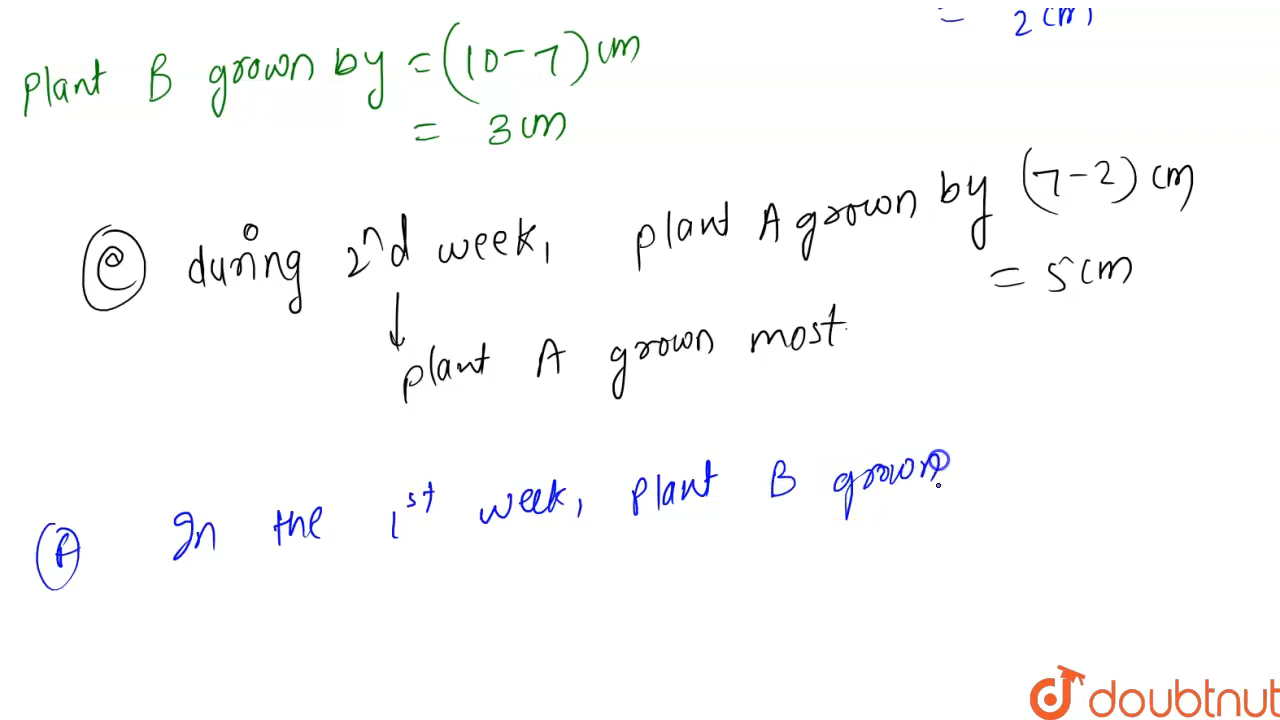 = 2 cm
Plant B grown by = (10-7) cm
= 3 cm
(e) during 2nd week, plant A grown by (7-2) cm
= 5 cm
↓
plant A grown most.
(f) In the 1st week, Plant B grown
doubtnut